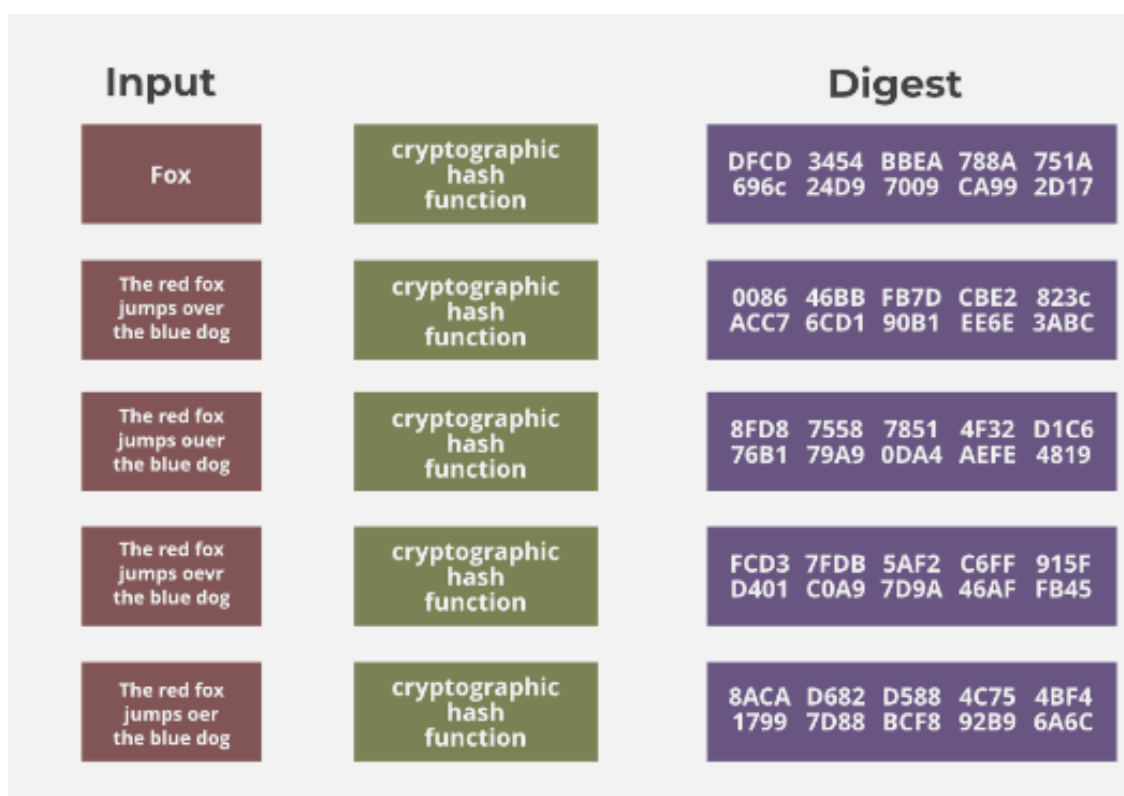 Input
Digest
Fox
cryptographic
hash
function
DFCD 3454 BBEA 788A 751A
696c 24D9 7009 CA99 2D17
The red fox
jumps over
the blue dog
cryptographic
hash
function
0086 46BB FB7D CBE2 823c
ACC7 6CD1 90B1 EE6E 3ABC
The red fox
jumps ouer
the blue dog
cryptographic
hash
function
8FD8 7558 7851 4F32 D1C6
76B1 79A9 0DA4 AEFE 4819
The red fox
jumps oevr
the blue dog
cryptographic
hash
function
FCD3 7FDB 5AF2 C6FF 915F
D401 C0A9 7D9A 46AF FB45
The red fox
jumps oer
the blue dog
cryptographic
hash
function
8ACA D682 D588 4C75 4BF4
1799 7D88 BCF8 92B9 6A6C